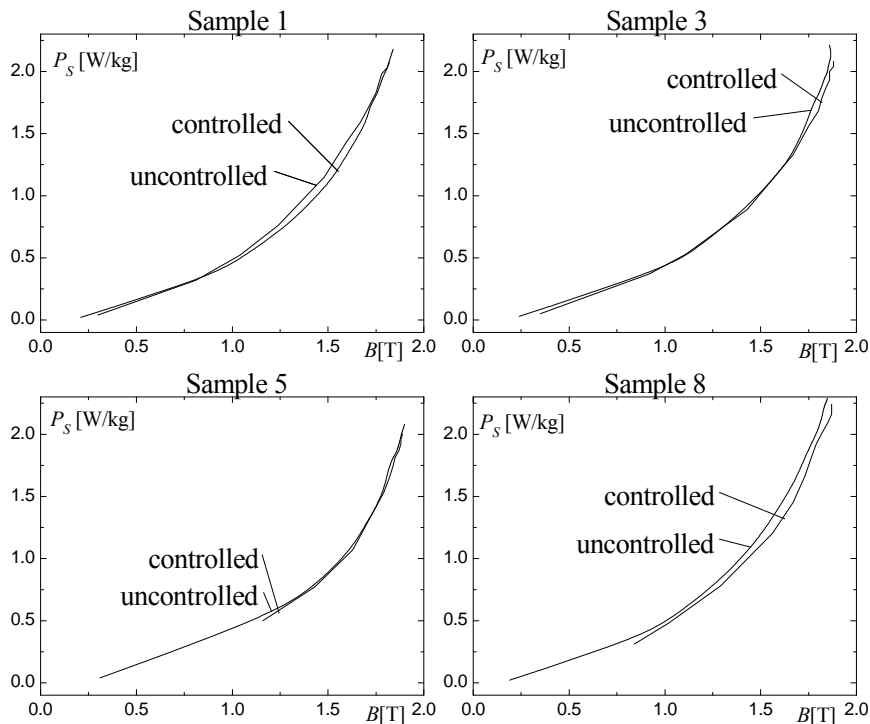 Sample 1
P_S [W/kg]
2.0
1.5
1.0
0.5
0.0
controlled
uncontrolled
0.0 0.5 1.0 1.5 2.0
B[T]
Sample 3
P_S [W/kg]
2.0
1.5
1.0
0.5
0.0
controlled
uncontrolled
0.0 0.5 1.0 1.5 2.0
B[T]
Sample 5
P_S [W/kg]
2.0
1.5
1.0
0.5
0.0
controlled
uncontrolled
0.0 0.5 1.0 1.5 2.0
B[T]
Sample 8
P_S [W/kg]
2.0
1.5
1.0
0.5
0.0
controlled
uncontrolled
0.0 0.5 1.0 1.5 2.0
B[T]